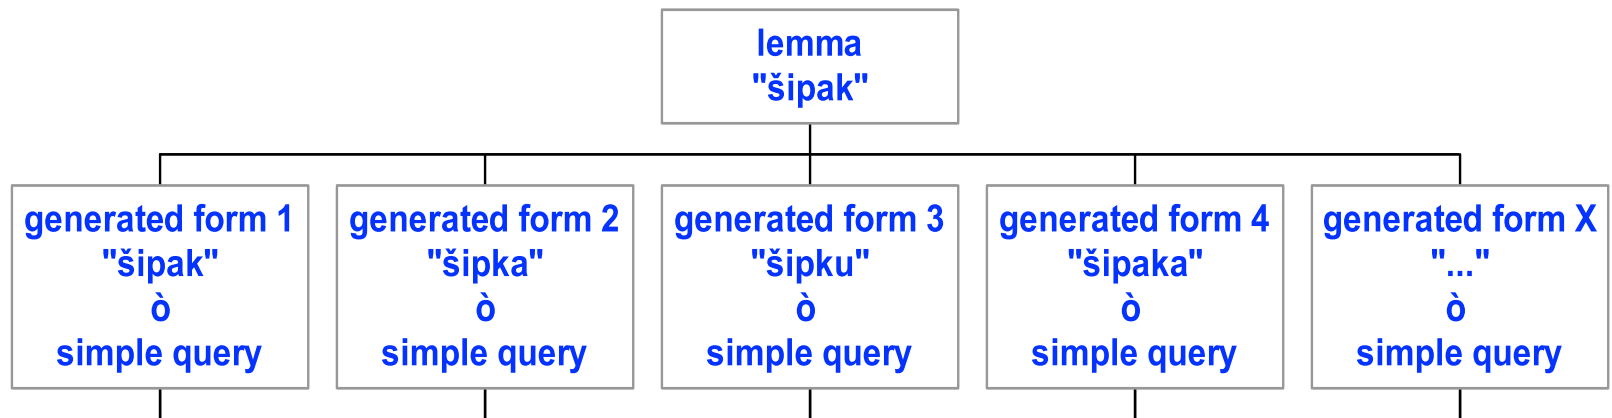 lemma
"šipak"
generated form 1
"šipak"
ò
simple query
generated form 2
"šipka"
ò
simple query
generated form 3
"šipku"
ò
simple query
generated form 4
"šipaka"
ò
simple query
generated form X
"..."
ò
simple query